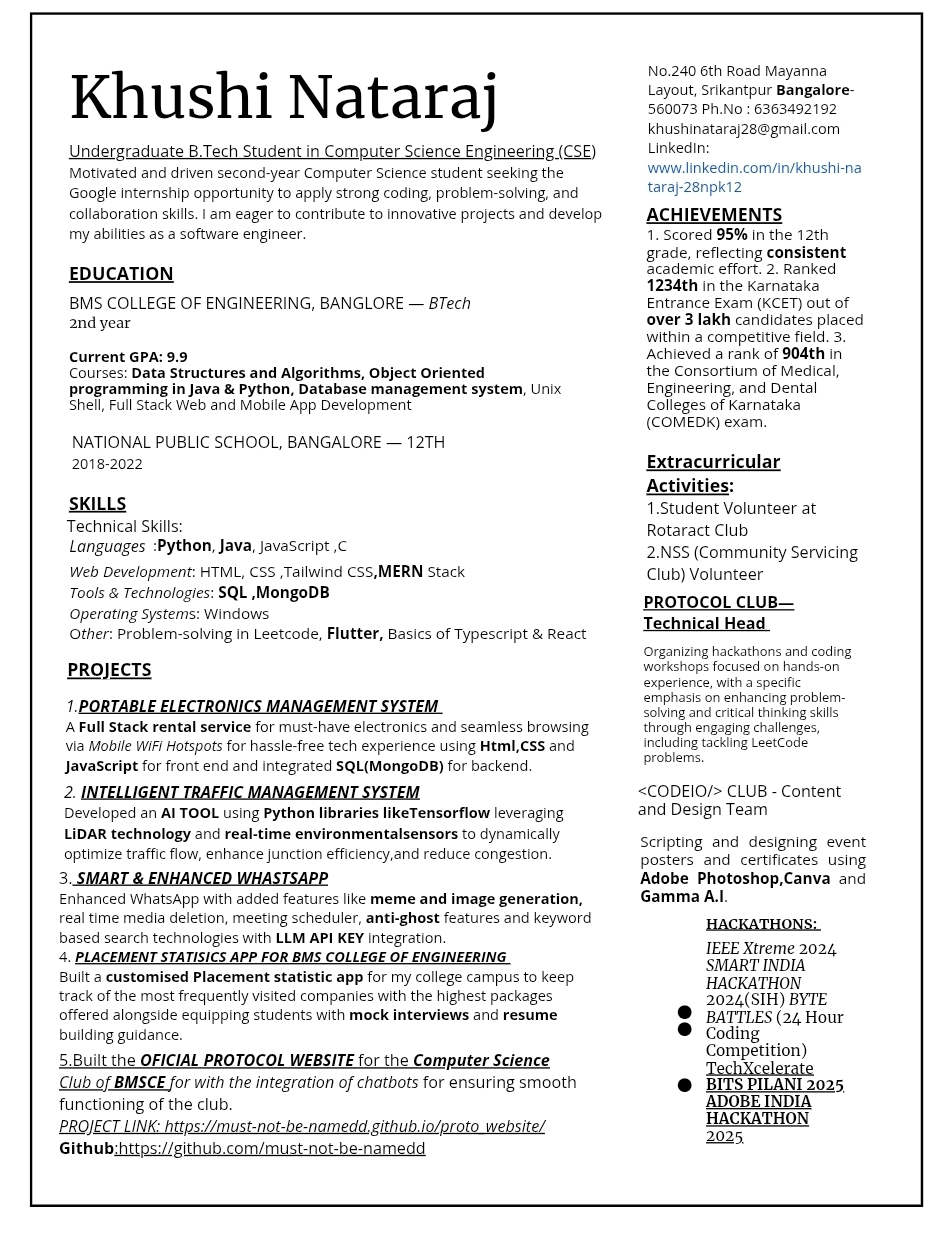 Khushi Nataraj
Undergraduate B.Tech Student in Computer Science Engineering (CSE)
Motivated and driven second-year Computer Science student seeking the
Google internship opportunity to apply strong coding, problem-solving, and
collaboration skills. I am eager to contribute to innovative projects and develop
my abilities as a software engineer.
EDUCATION
BMS COLLEGE OF ENGINEERING, BANGLORE — BTech
2nd year
Current GPA: 9.9
Courses: Data Structures and Algorithms, Object Oriented
programming in Java & Python, Database management system, Unix
Shell, Full Stack Web and Mobile App Development
NATIONAL PUBLIC SCHOOL, BANGALORE — 12TH
2018-2022
SKILLS
Technical Skills:
Languages :Python, Java, JavaScript ,C
Web Development: HTML, CSS ,Tailwind CSS,MERN Stack
Tools & Technologies: SQL ,MongoDB
Operating Systems: Windows
Other: Problem-solving in Leetcode, Flutter, Basics of Typescript & React
PROJECTS
1.PORTABLE ELECTRONICS MANAGEMENT SYSTEM
A Full Stack rental service for must-have electronics and seamless browsing
via Mobile WiFi Hotspots for hassle-free tech experience using Html,CSS and
JavaScript for front end and integrated SQL(MongoDB) for backend.
2. INTELLIGENT TRAFFIC MANAGEMENT SYSTEM
Developed an AI TOOL using Python libraries likeTensorflow leveraging
LiDAR technology and real-time environmentalsensors to dynamically
optimize traffic flow, enhance junction efficiency,and reduce congestion.
3. SMART & ENHANCED WHASTSAPP
Enhanced WhatsApp with added features like meme and image generation,
real time media deletion, meeting scheduler, anti-ghost features and keyword
based search technologies with LLM API KEY integration.
4. PLACEMENT STATISICS APP FOR BMS COLLEGE OF ENGINEERING
Built a customised Placement statistic app for my college campus to keep
track of the most frequently visited companies with the highest packages
offered alongside equipping students with mock interviews and resume
building guidance.
5.Built the OFICIAL PROTOCOL WEBSITE for the Computer Science
Club of BMSCE for with the integration of chatbots for ensuring smooth
functioning of the club.
PROJECT LINK: https://must-not-be-namedd.github.io/proto_website/
Github:https://github.com/must-not-be-namedd
No.240 6th Road Mayanna
Layout, Srikantpur Bangalore-
560073 Ph.No : 6363492192
khushinataraj28@gmail.com
LinkedIn:
www.linkedin.com/in/khushi-na
taraj-28npk12
ACHIEVEMENTS
1. Scored 95% in the 12th
grade, reflecting consistent
academic effort. 2. Ranked
1234th in the Karnataka
Entrance Exam (KCET) out of
over 3 lakh candidates placed
within a competitive field. 3.
Achieved a rank of 904th in
the Consortium of Medical,
Engineering, and Dental
Colleges of Karnataka
(COMEDK) exam.
Extracurricular
Activities:
1.Student Volunteer at
Rotaract Club
2.NSS (Community Servicing
Club) Volunteer
PROTOCOL CLUB—
Technical Head
Organizing hackathons and coding
workshops focused on hands-on
experience, with a specific
emphasis on enhancing problem-
solving and critical thinking skills
through engaging challenges,
including tackling LeetCode
problems.
<CODEIO/> CLUB - Content
and Design Team
Scripting and designing event
posters and certificates using
Adobe Photoshop,Canva and
Gamma A.I.
HACKATHONS:
IEEE Xtreme 2024
SMART INDIA
HACKATHON
2024(SIH) BYTE
● BATTLES (24 Hour
● Coding
Competition)
TechXcelerate
● BITS PILANI 2025
ADOBE INDIA
HACKATHON
2025